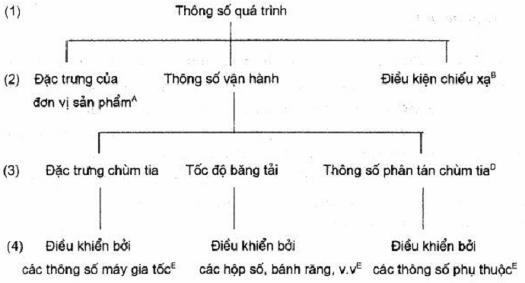 (1) Thông số quá trình
(2) Đặc trưng của đơn vị sản phẩmᴬ Thông số vận hành Điều kiện chiếu xạᴮ
(3) Đặc trưng chùm tia Tốc độ băng tải Thông số phân tán chùm tiaᴰ
(4) Điều khiển bởi Điều khiển bởi Điều khiển bởi
các thông số máy gia tốcᴱ các hộp số, bánh răng, v.vᴱ các thông số phụ thuộcᴱ